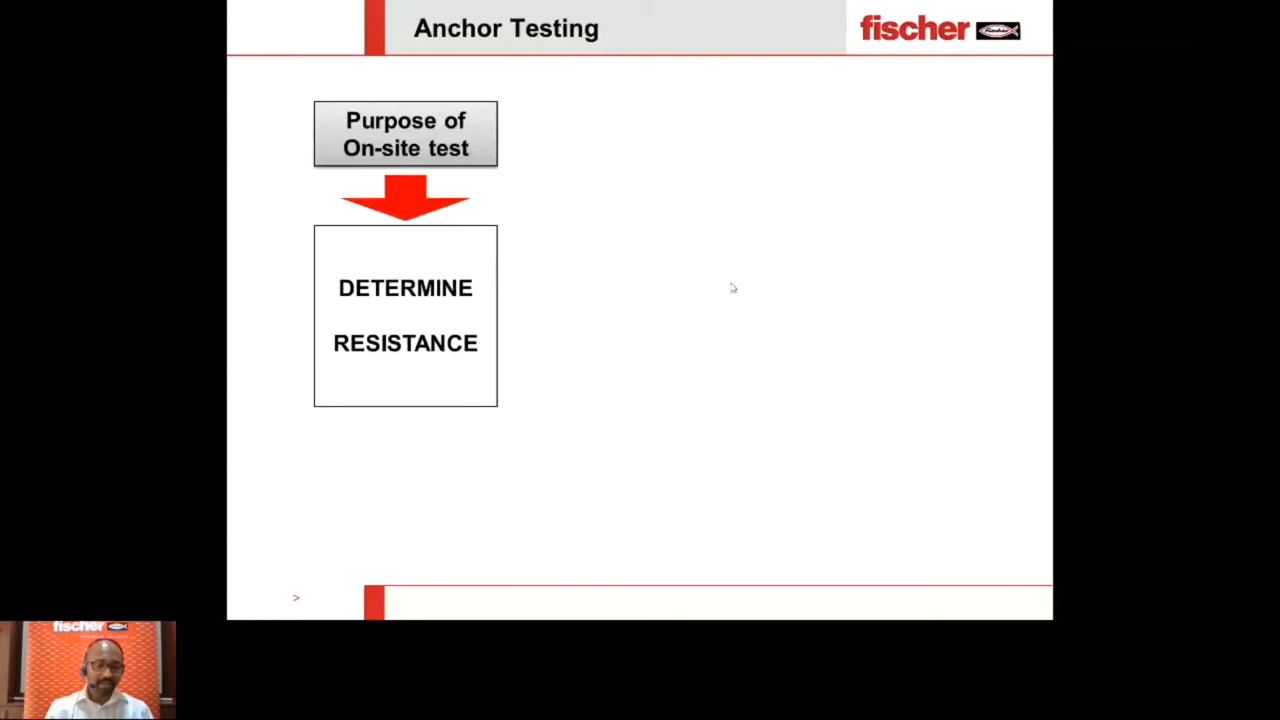 Anchor Testing
fischer
Purpose of
On-site test
DETERMINE
RESISTANCE
>
fischer